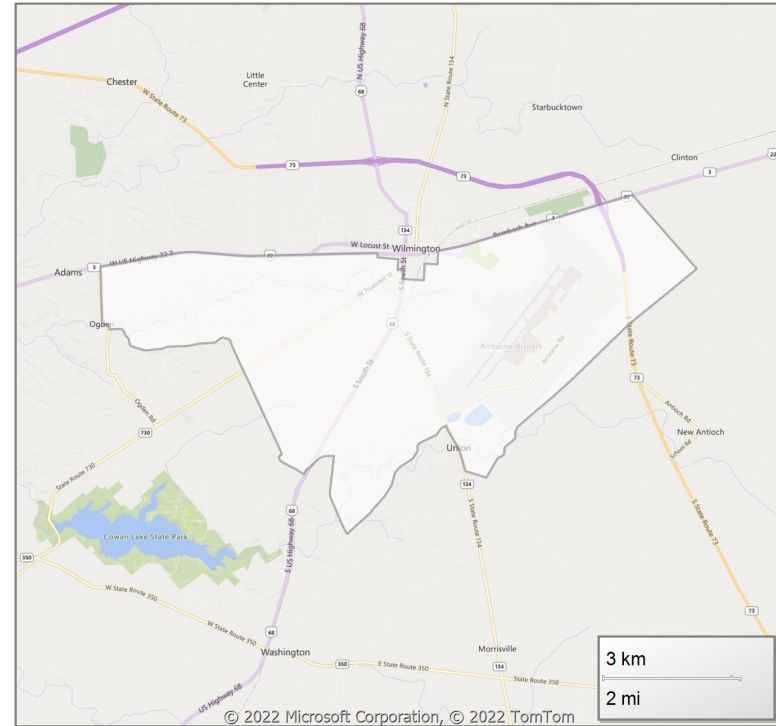 N US Highway 68
Chester
Little
Center
W State Route 73
68
N State Route 134
Starbucktown
Clinton
22
3
73
73
134
22
3
Rombach Ave
W Locust St
Wilmington
W US Highway 22 3
22
Adams
3
S South St
W Truesdell St
Ogden
68
S South St
S State Route 134
Airborne Airpark
Airborne Rd
S State Route 73
73
Ogden Rd
Antioch Rd
730
New Antioch
School Rd
Union
State Route 730
134
68
S State Route 134
S State Route 73
Cowan Lake State Park
S US Highway 68
350
W State Route 350
73
W State Route 350
68
Washington
Morrisville
350
E State Route 350
134
State Route 350
US Highway 68
3 km
2 mi
© 2022 Microsoft Corporation, © 2022 TomTom